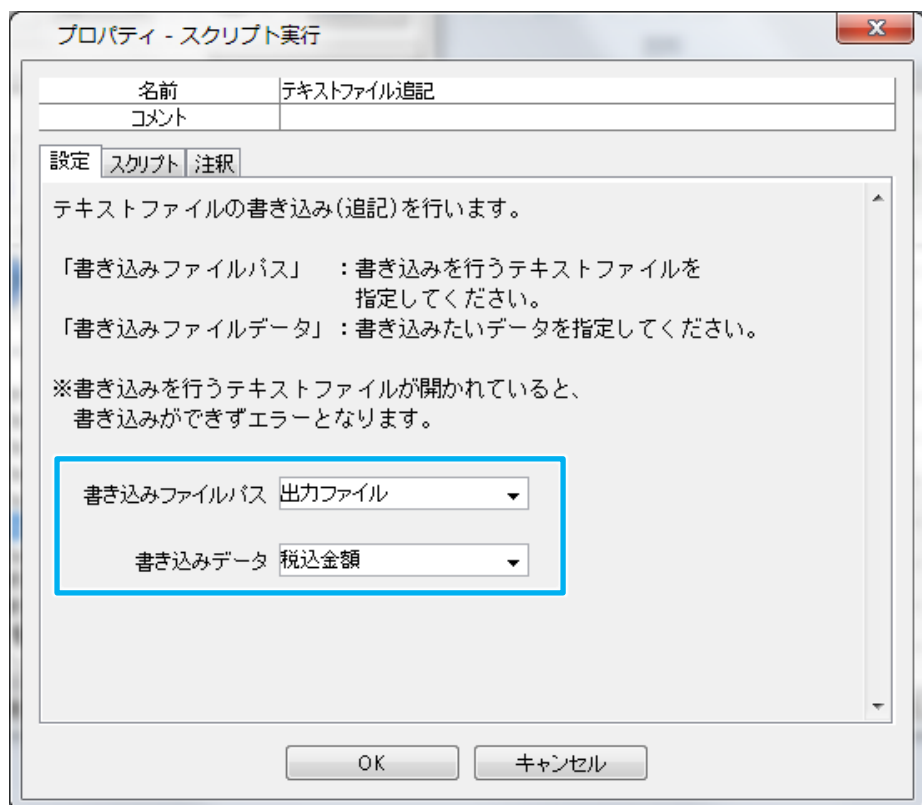 プロパティ - スクリプト実行
x
名前 テキストファイル追記
コメント
設定 スクリプト 注釈
テキストファイルの書き込み(追記)を行います。
「書き込みファイルパス」 ：書き込みを行うテキストファイルを
指定してください。
「書き込みファイルデータ」：書き込みたいデータを指定してください。
※書き込みを行うテキストファイルが開かれていると、
書き込みができずエラーとなります。
書き込みファイルパス 出力ファイル
書き込みデータ 税込金額
OK キャンセル